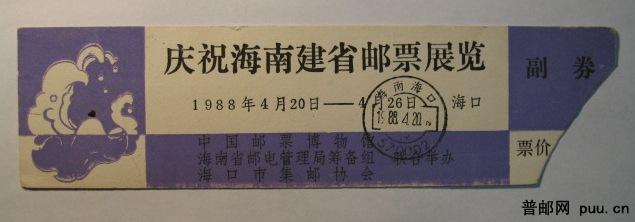 庆祝海南建省邮票展览
1988年4月20日——4月26日 海口
中国邮票博物馆
海南省邮电管理局筹备组 联合举办
海口市集邮协会
海南海口
1988.4.20
副券
票价
普邮网 puu.cn